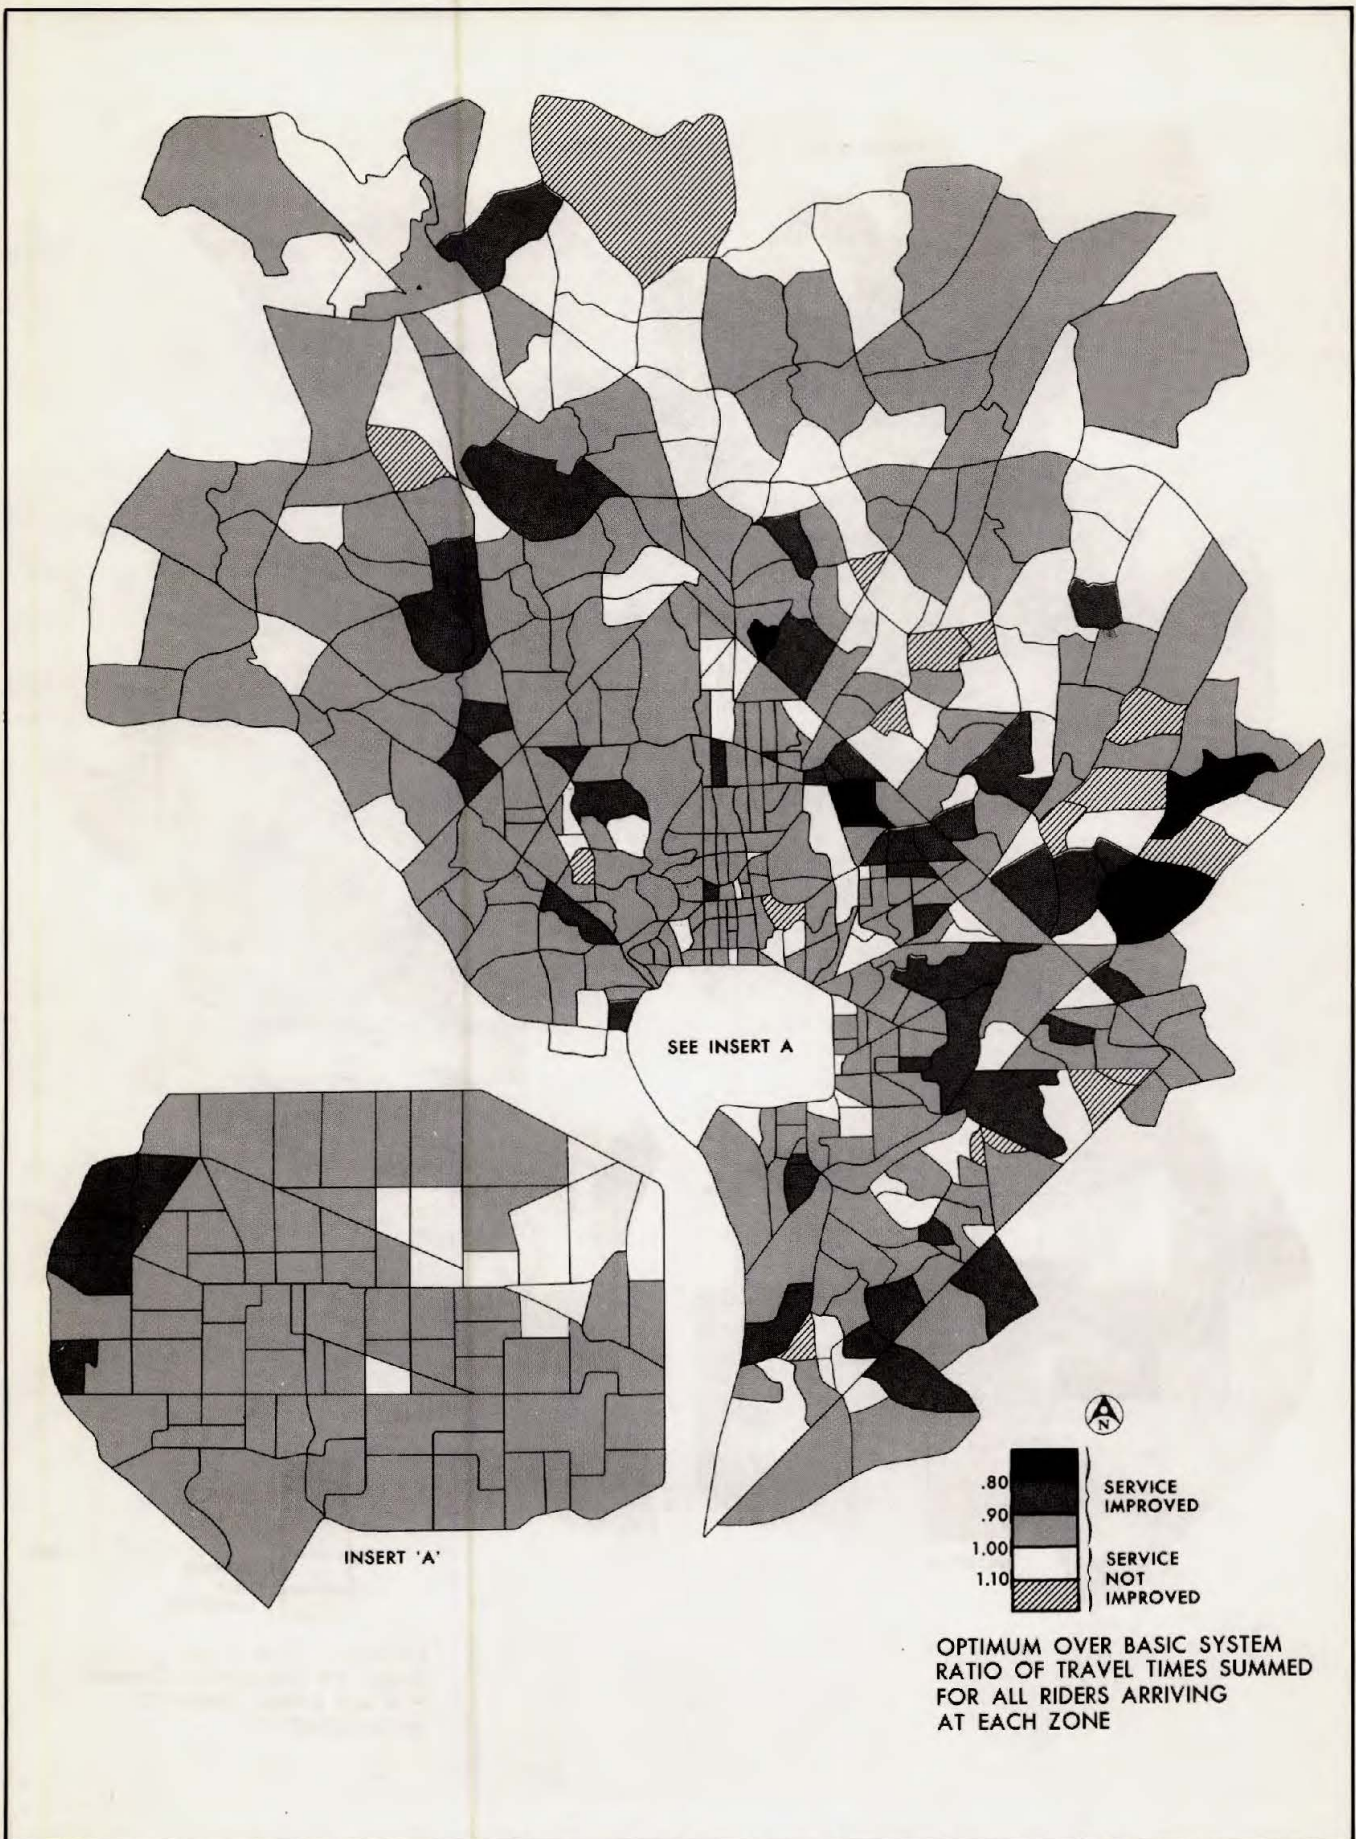 SEE INSERT A
INSERT 'A'
N
.80
.90
1.00
1.10
SERVICE
IMPROVED
SERVICE
NOT
IMPROVED
OPTIMUM OVER BASIC SYSTEM
RATIO OF TRAVEL TIMES SUMMED
FOR ALL RIDERS ARRIVING
AT EACH ZONE